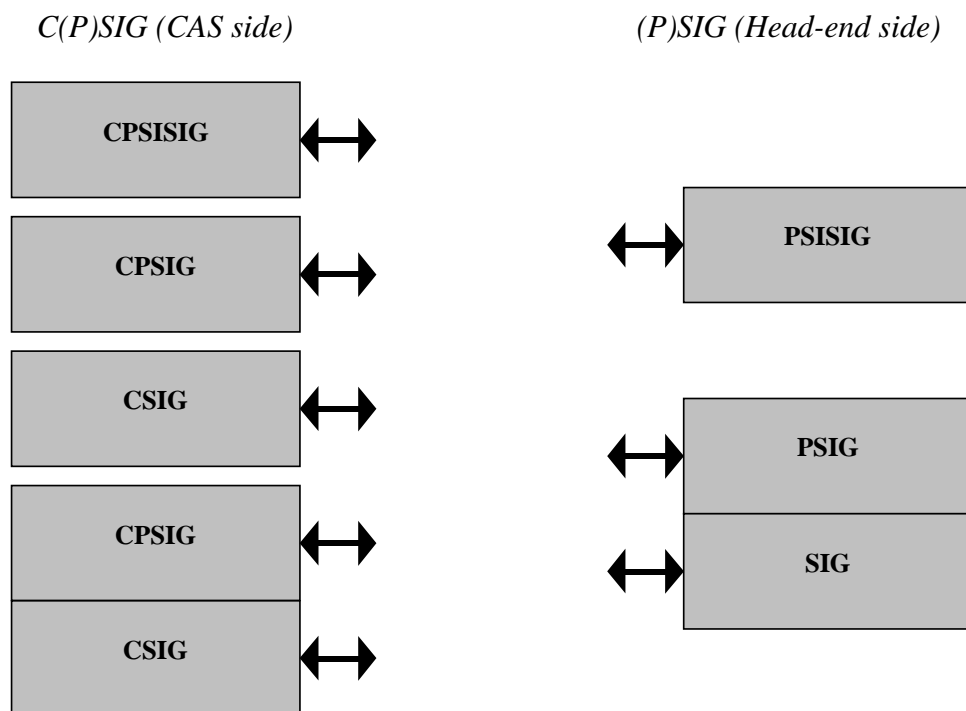 C(P)SIG (CAS side)
(P)SIG (Head-end side)
CPSISIG
CPSIG
CSIG
CPSIG
CSIG
PSISIG
PSIG
SIG